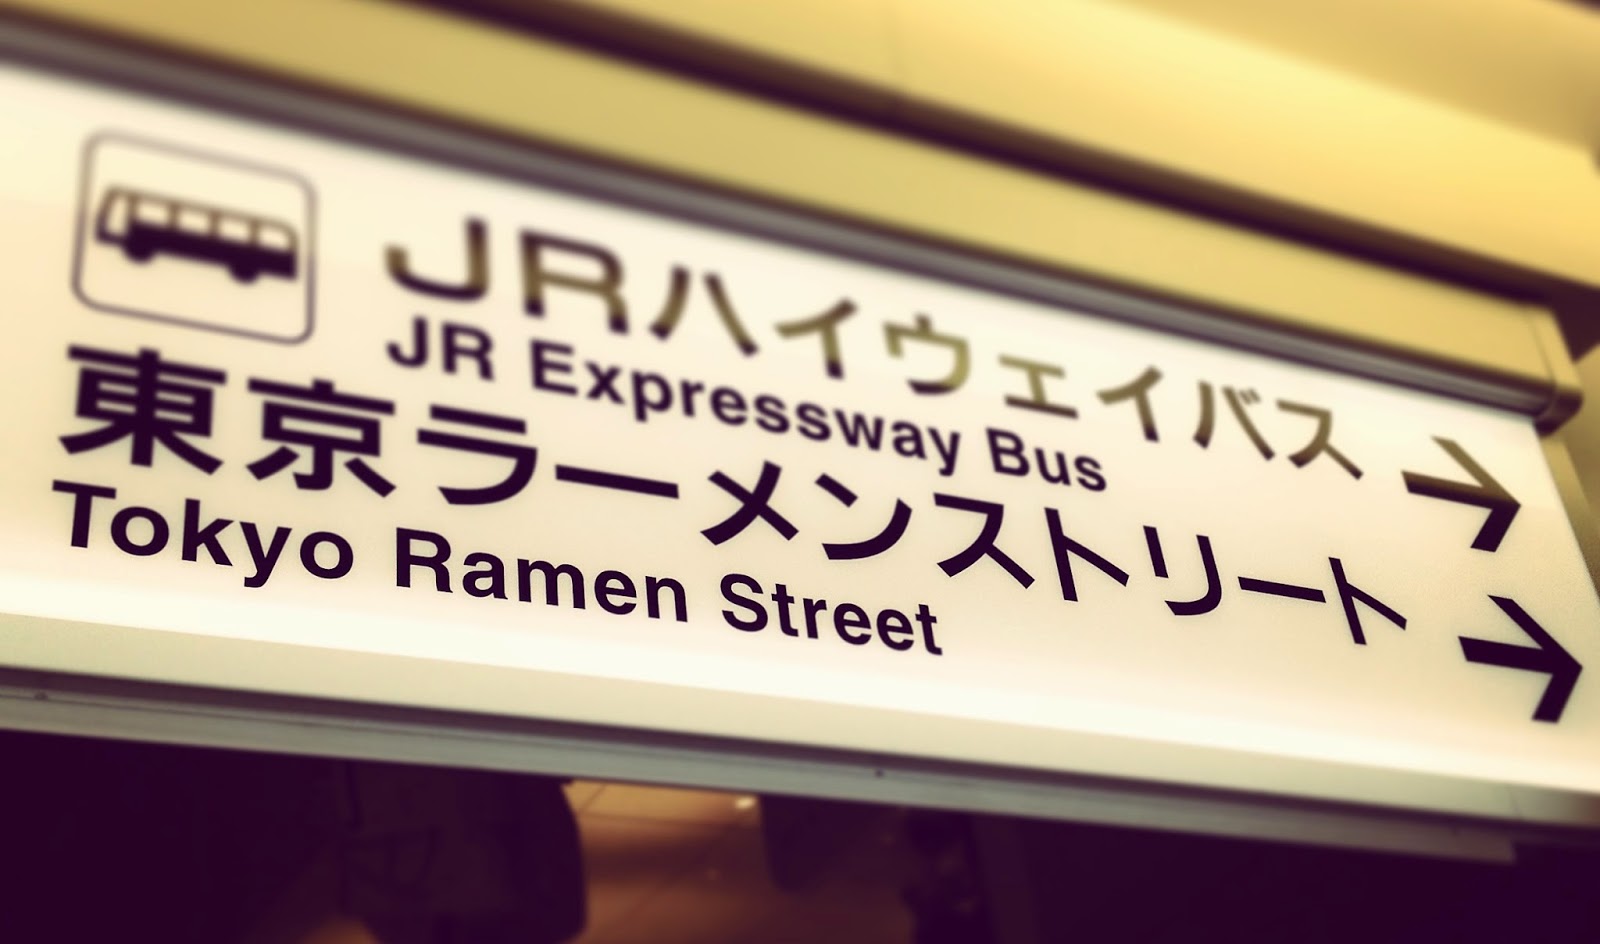 JRハイウェイバス →
JR Expressway Bus
東京ラーメンストリート →
Tokyo Ramen Street